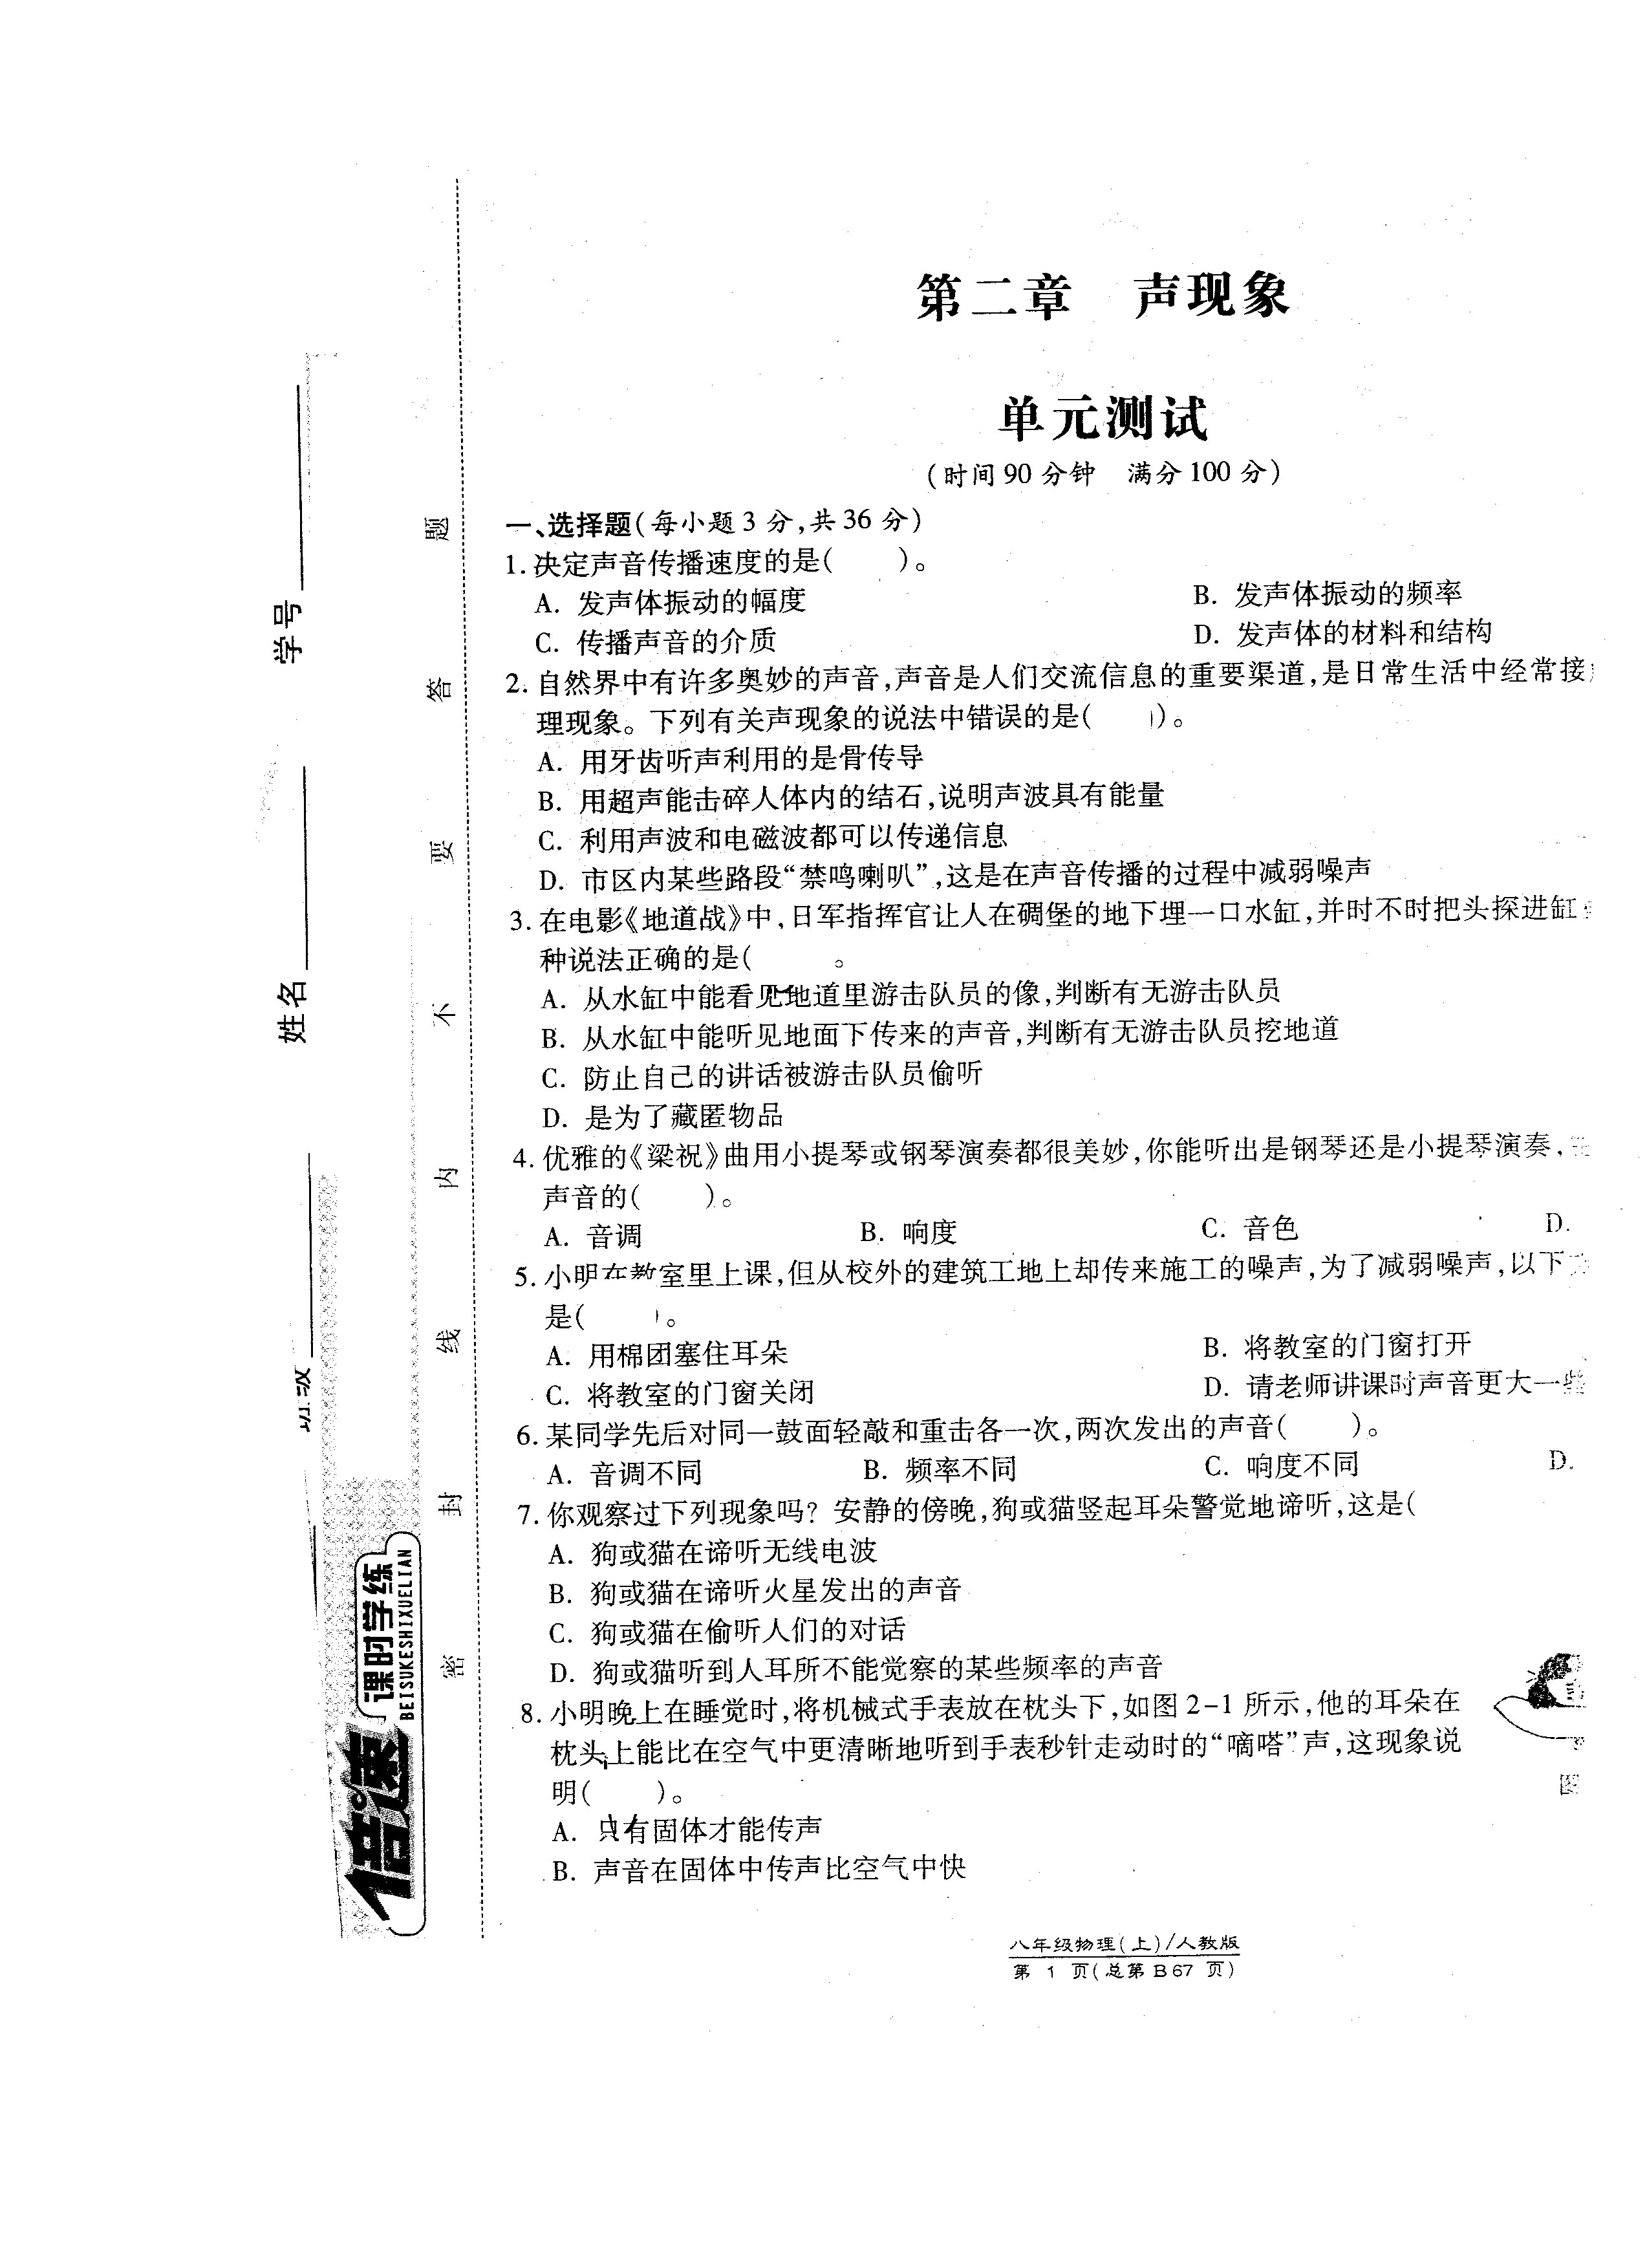 第二章 声现象
单元测试
(时间90分钟 满分100分)
一、选择题(每小题3分,共36分)
1. 决定声音传播速度的是( )。
A. 发声体振动的幅度 B. 发声体振动的频率
C. 传播声音的介质 D. 发声体的材料和结构
2. 自然界中有许多奥妙的声音,声音是人们交流信息的重要渠道,是日常生活中经常接
理现象。下列有关声现象的说法中错误的是( )。
A. 用牙齿听声利用的是骨传导
B. 用超声能击碎人体内的结石,说明声波具有能量
C. 利用声波和电磁波都可以传递信息
D. 市区内某些路段“禁鸣喇叭”,这是在声音传播的过程中减弱噪声
3. 在电影《地道战》中,日军指挥官让人在碉堡的地下埋一口水缸,并时不时把头探进缸
种说法正确的是( 。
A. 从水缸中能看见地道里游击队员的像,判断有无游击队员
B. 从水缸中能听见地面下传来的声音,判断有无游击队员挖地道
C. 防止自己的讲话被游击队员偷听
D. 是为了藏匿物品
4. 优雅的《梁祝》曲用小提琴或钢琴演奏都很美妙,你能听出是钢琴还是小提琴演奏,
声音的( )。
A. 音调 B. 响度 C. 音色 D.
5. 小明在教室里上课,但从校外的建筑工地上却传来施工的噪声,为了减弱噪声,以下
是( )。
A. 用棉团塞住耳朵 B. 将教室的门窗打开
C. 将教室的门窗关闭 D. 请老师讲课时声音更大一些
6. 某同学先后对同一鼓面轻敲和重击各一次,两次发出的声音( )。
A. 音调不同 B. 频率不同 C. 响度不同 D.
7. 你观察过下列现象吗? 安静的傍晚,狗或猫竖起耳朵警觉地谛听,这是(
A. 狗或猫在谛听无线电波
B. 狗或猫在谛听火星发出的声音
C. 狗或猫在偷听人们的对话
D. 狗或猫听到人耳所不能觉察的某些频率的声音
8. 小明晚上在睡觉时,将机械式手表放在枕头下,如图2-1所示,他的耳朵在
枕头上能比在空气中更清晰地听到手表秒针走动时的“嘀嗒”声,这现象说
明( )。
图
A. 只有固体才能传声
B. 声音在固体中传声比空气中快
八年级物理(上)/人教版
第 1 页(总第B67 页)
学号
姓名
班级
密 封 线 内 不 要 答 题
倍速
课时学练
BEISUKESHIXUELIAN